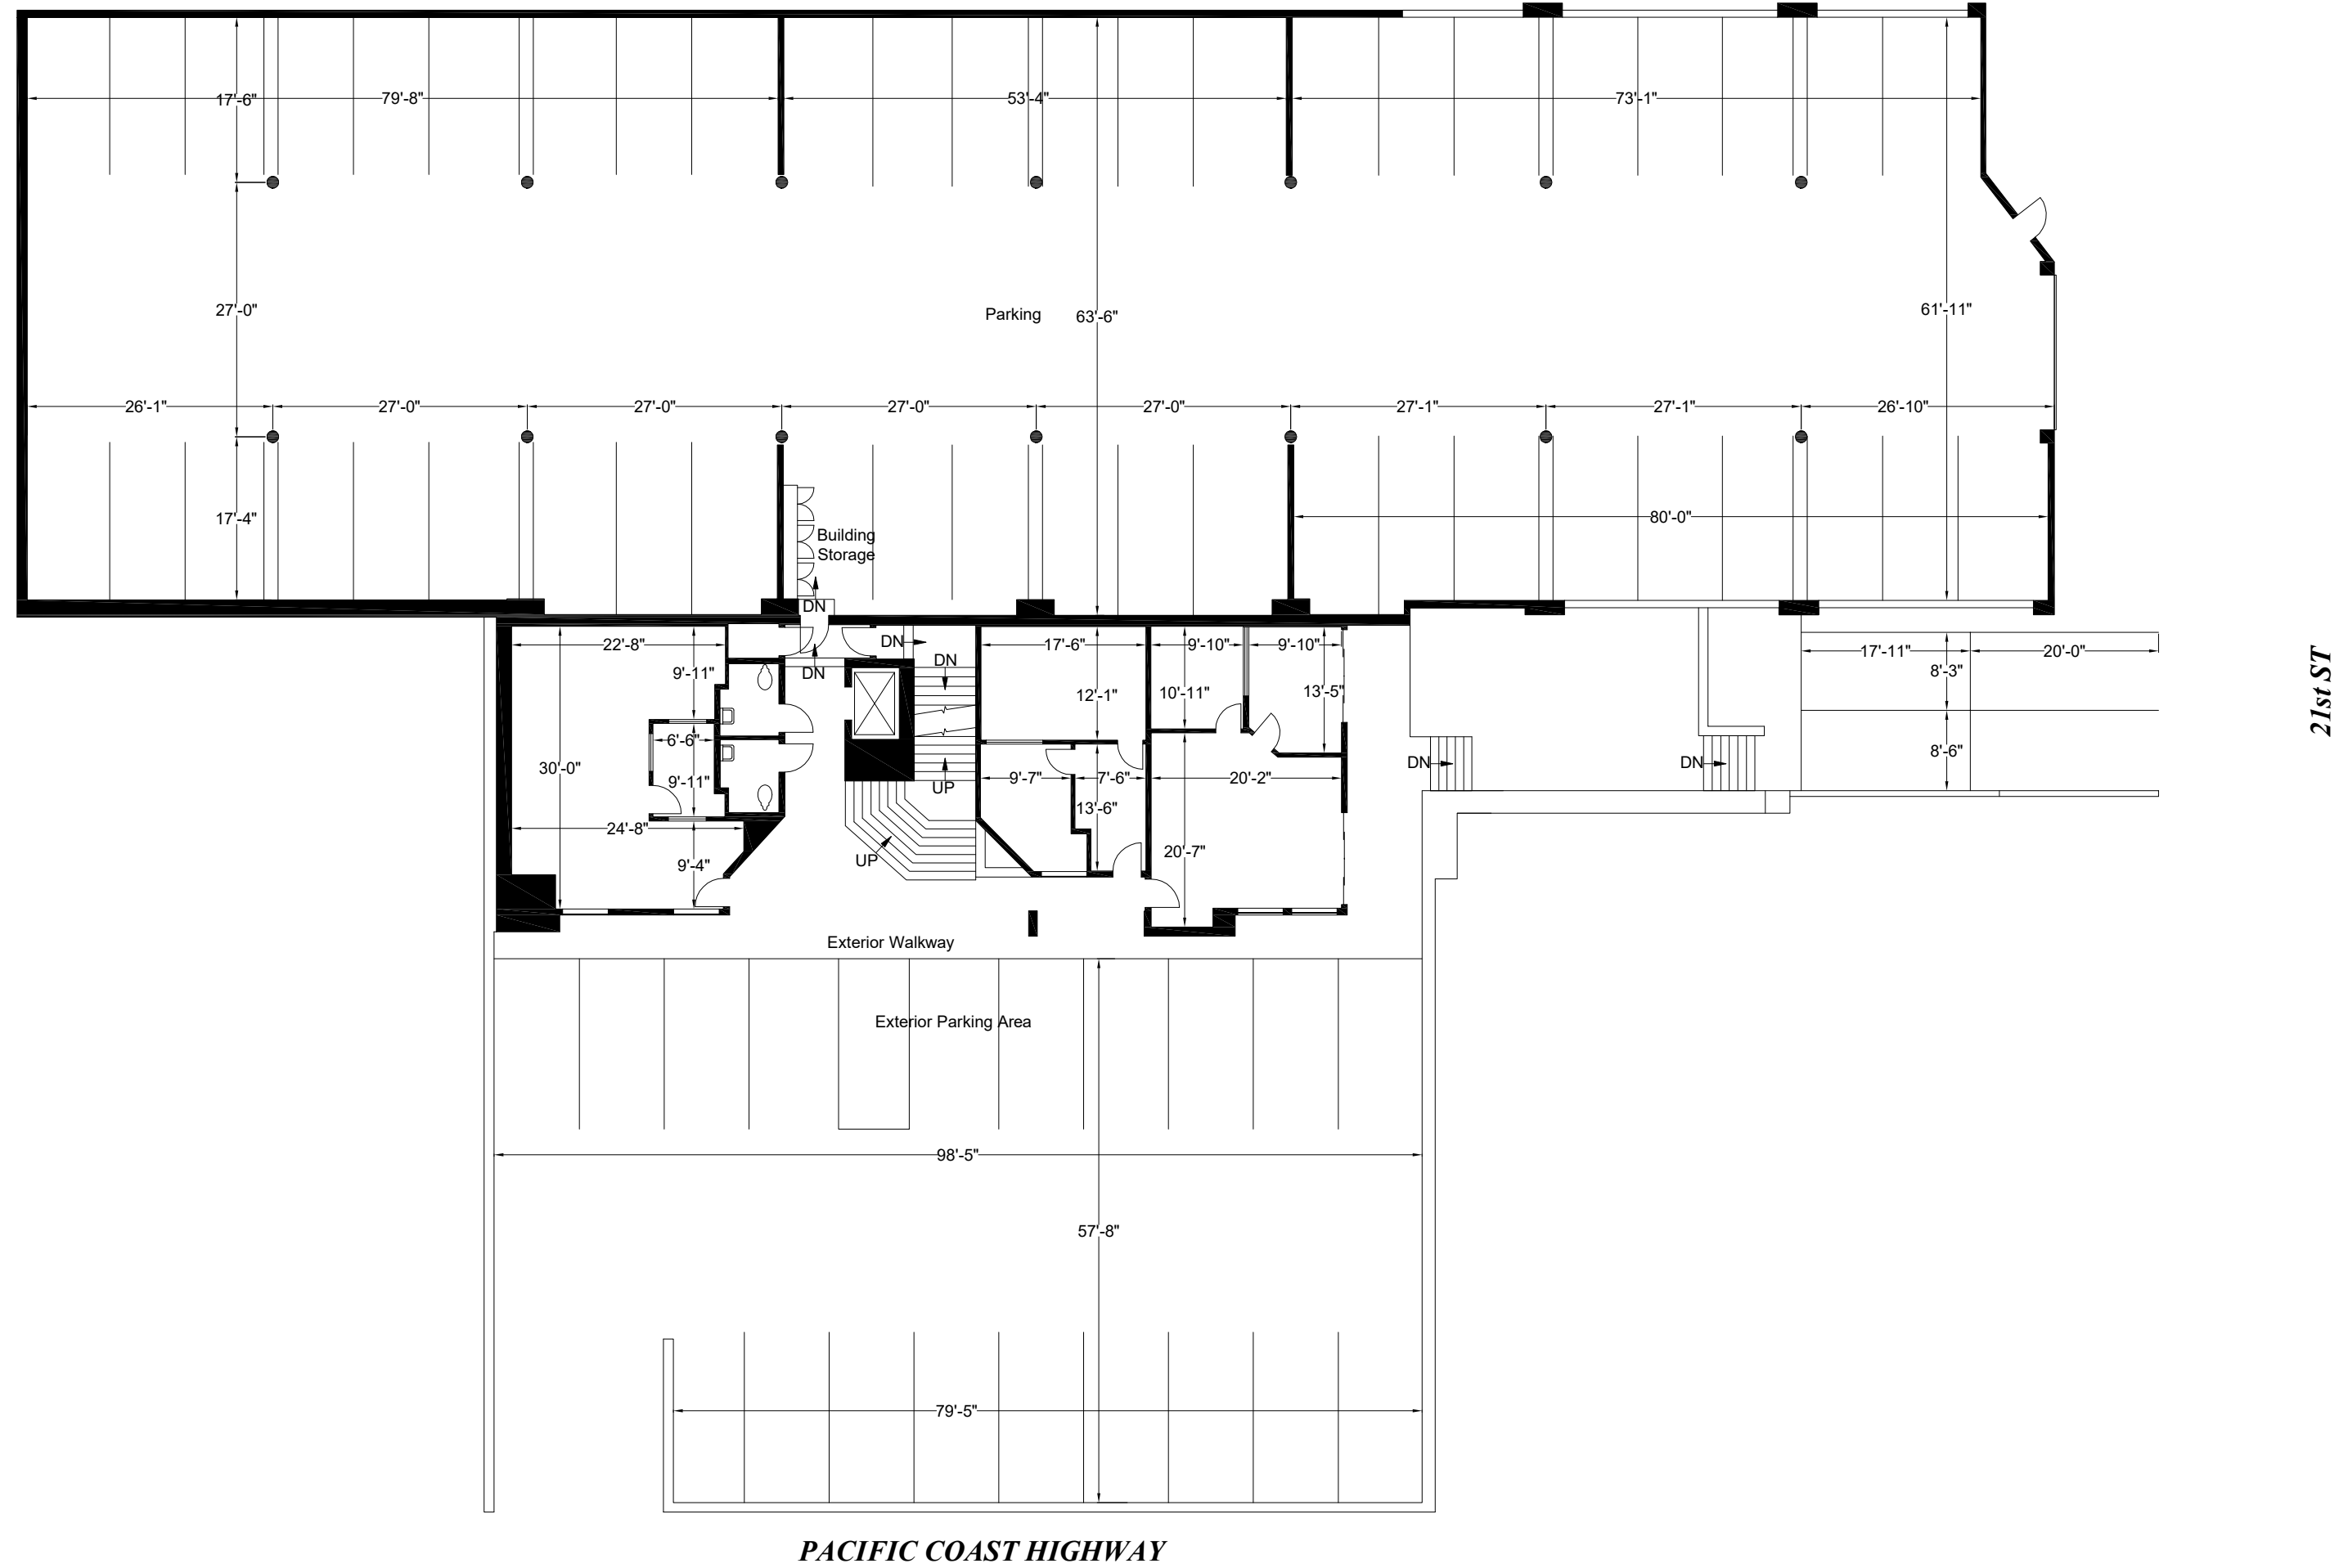 17'-6"
79'-8"
53'-4"
73'-1"
27'-0"
Parking
63'-6"
61'-11"
26'-1"
27'-0"
27'-0"
27'-0"
27'-0"
27'-1"
27'-1"
26'-10"
17'-4"
80'-0"
Building
Storage
DN
22'-8"
DN
17'-6"
9'-10"
9'-10"
17'-11"
20'-0"
9'-11"
DN
DN
8'-3"
12'-1"
10'-11"
13'-5"
21st ST
6'-6"
8'-6"
30'-0"
9'-11"
UP
9'-7"
7'-6"
20'-2"
DN
DN
13'-6"
24'-8"
9'-4"
UP
20'-7"
Exterior Walkway
Exterior Parking Area
98'-5"
57'-8"
79'-5"
PACIFIC COAST HIGHWAY